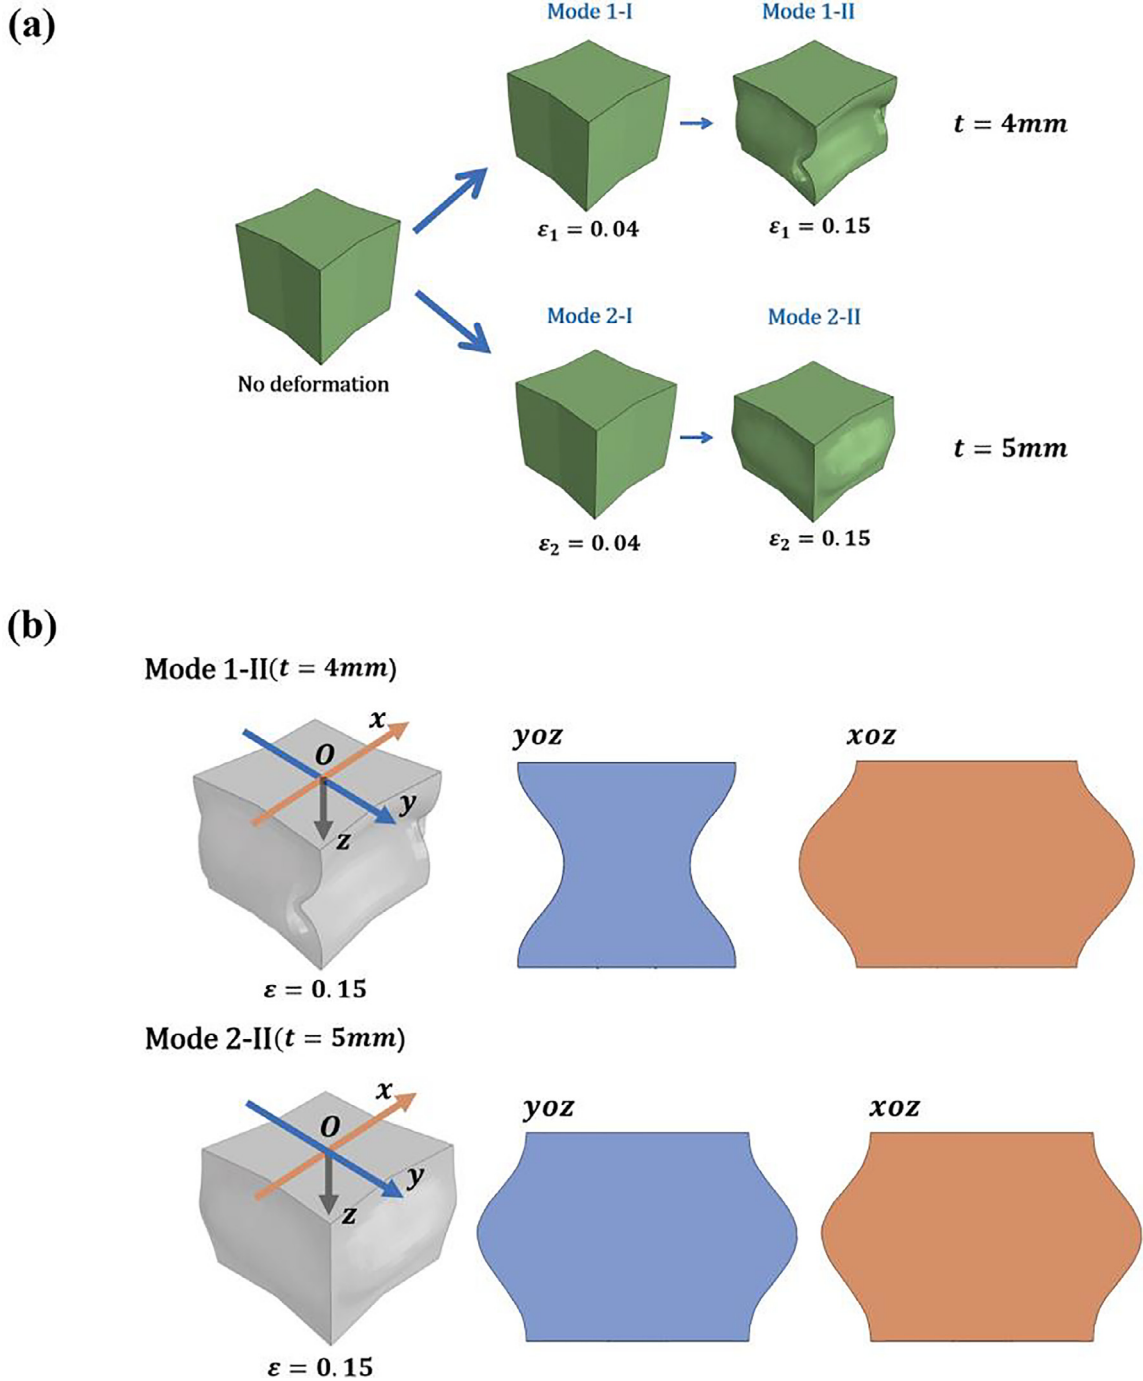 (a)
Mode 1-I
Mode 1-II
t = 4mm
ε₁ = 0.04
ε₁ = 0.15
No deformation
Mode 2-I
Mode 2-II
t = 5mm
ε₂ = 0.04
ε₂ = 0.15
(b)
Mode 1-II(t = 4mm)
x
O
y
z
yoz
xoz
ε = 0.15
Mode 2-II(t = 5mm)
x
O
y
z
yoz
xoz
ε = 0.15